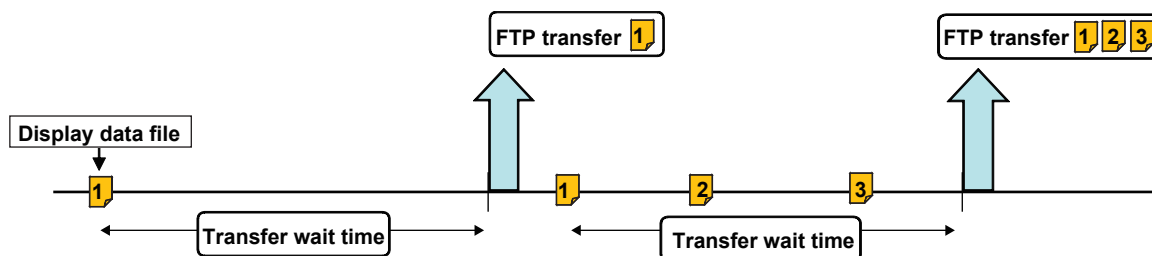 FTP transfer 1
FTP transfer 1 2 3
Display data file
1
1 2 3
Transfer wait time
Transfer wait time